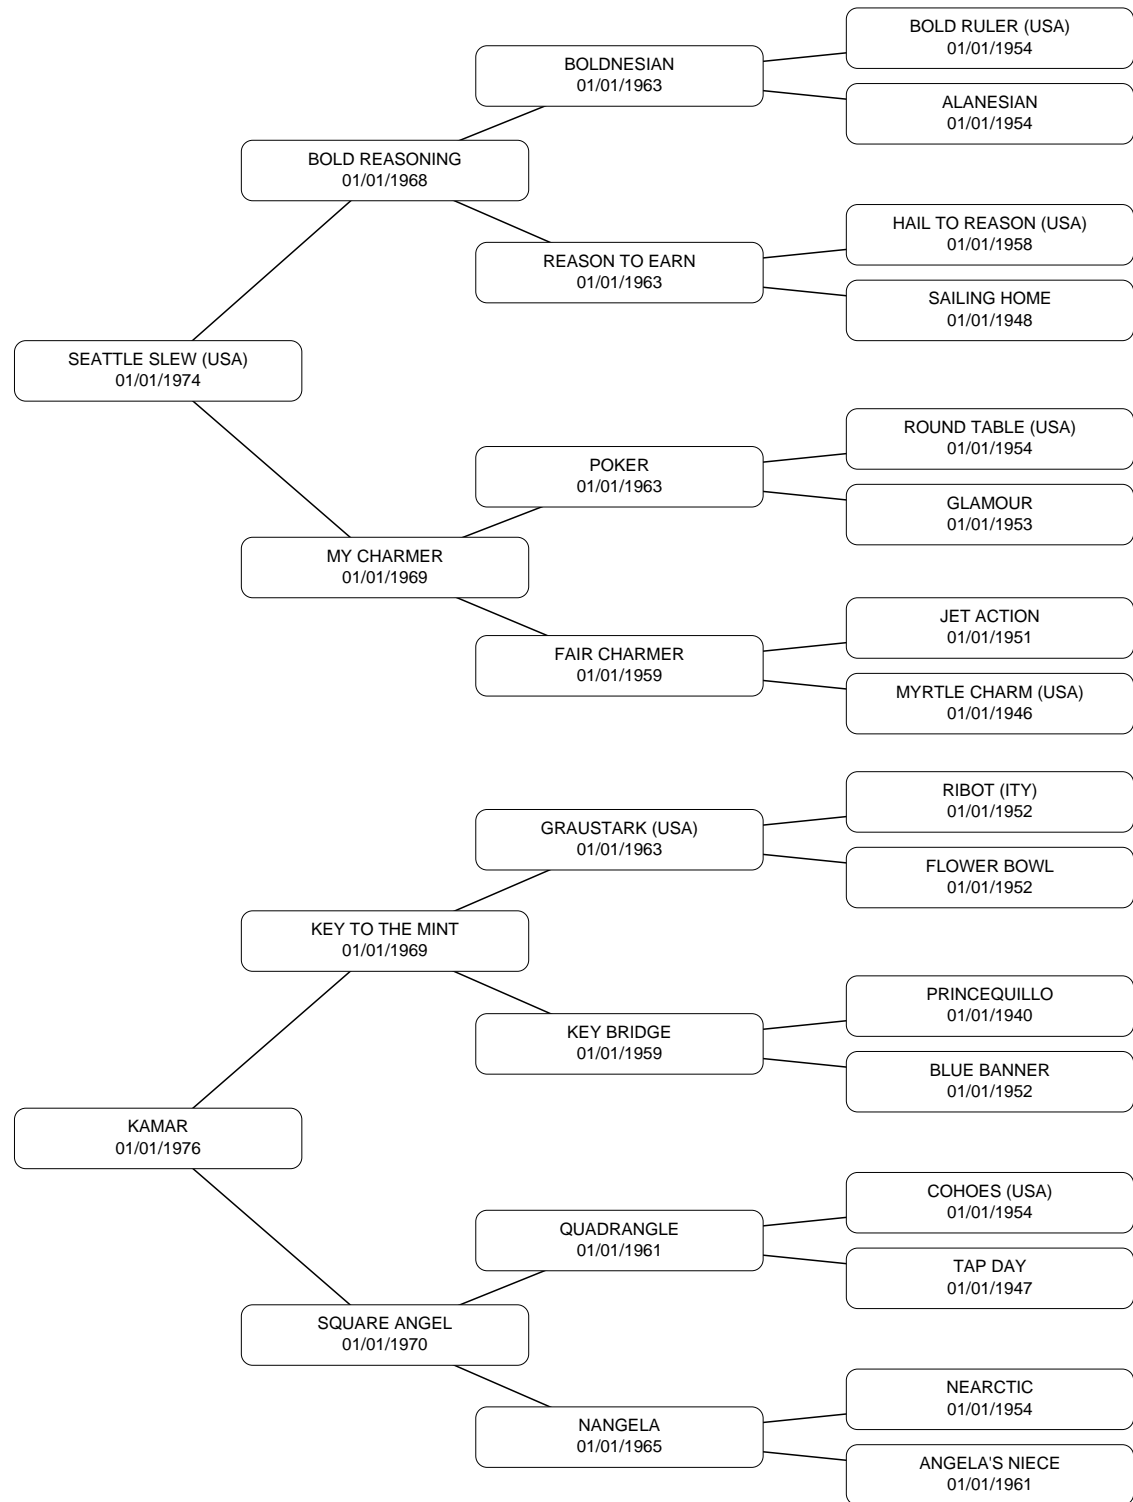 BOLD RULER (USA)
01/01/1954
BOLDNESIAN
01/01/1963
ALANESIAN
01/01/1954
BOLD REASONING
01/01/1968
HAIL TO REASON (USA)
01/01/1958
REASON TO EARN
01/01/1963
SAILING HOME
01/01/1948
SEATTLE SLEW (USA)
01/01/1974
ROUND TABLE (USA)
01/01/1954
POKER
01/01/1963
GLAMOUR
01/01/1953
MY CHARMER
01/01/1969
JET ACTION
01/01/1951
FAIR CHARMER
01/01/1959
MYRTLE CHARM (USA)
01/01/1946
RIBOT (ITY)
01/01/1952
GRAUSTARK (USA)
01/01/1963
FLOWER BOWL
01/01/1952
KEY TO THE MINT
01/01/1969
PRINCEQUILLO
01/01/1940
KEY BRIDGE
01/01/1959
BLUE BANNER
01/01/1952
KAMAR
01/01/1976
COHOES (USA)
01/01/1954
QUADRANGLE
01/01/1961
TAP DAY
01/01/1947
SQUARE ANGEL
01/01/1970
NEARCTIC
01/01/1954
NANGELA
01/01/1965
ANGELA'S NIECE
01/01/1961